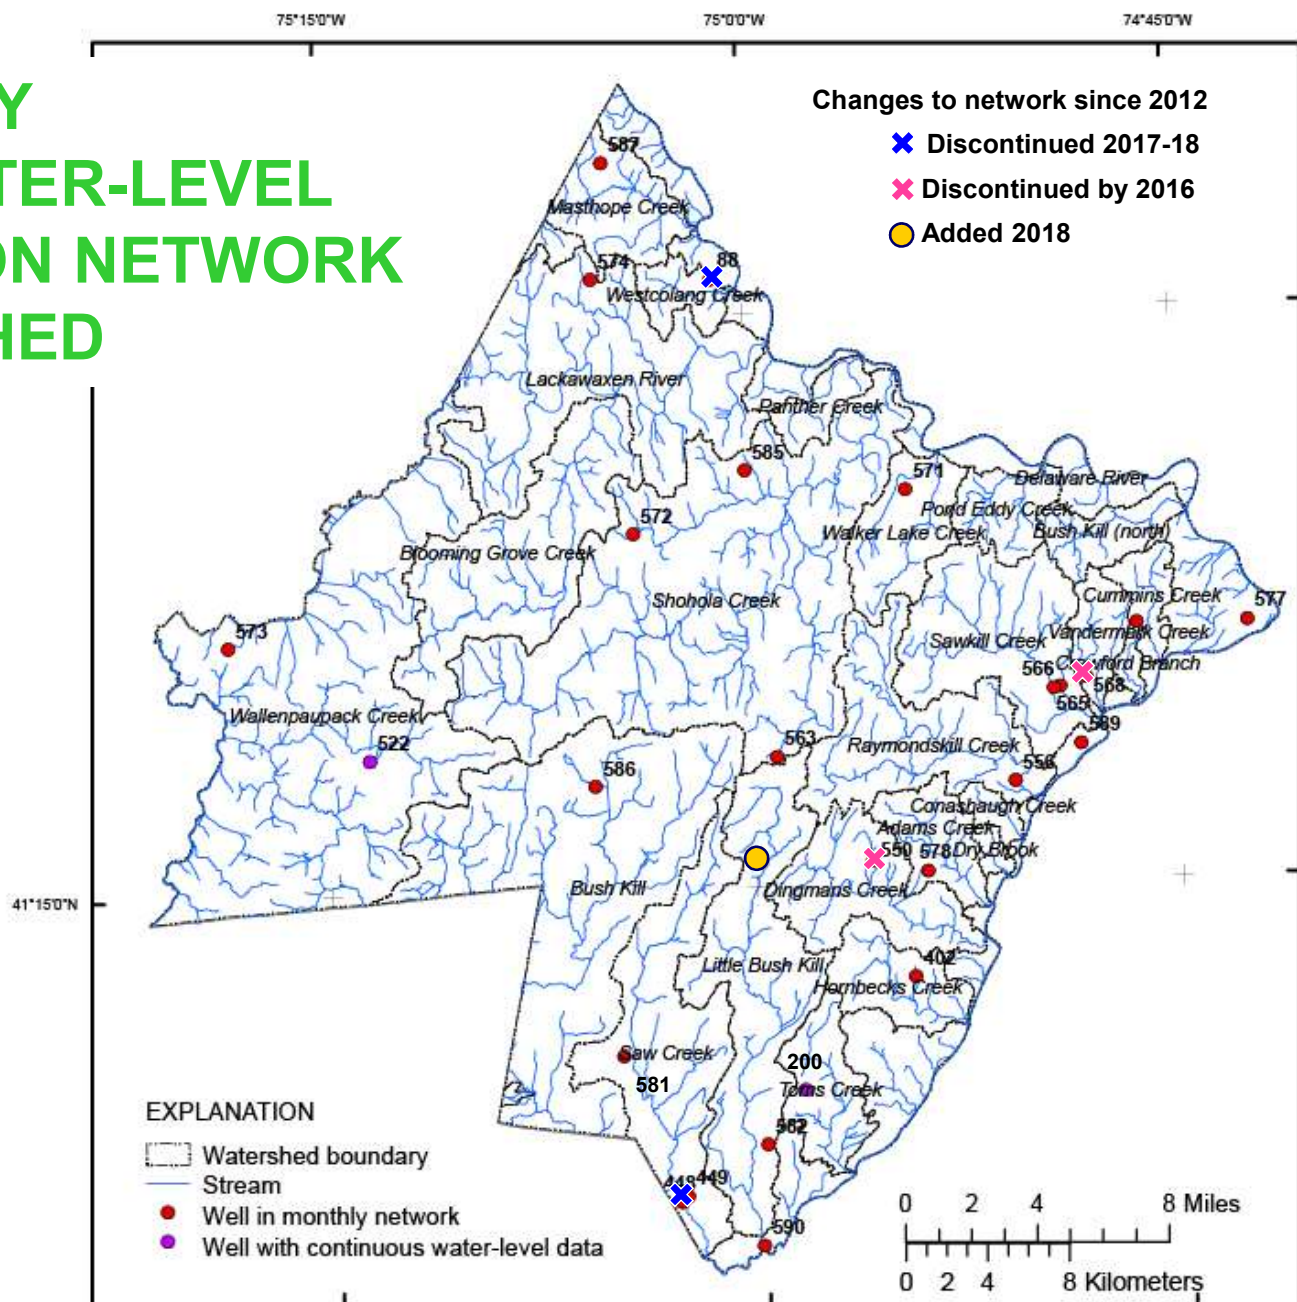 75°15'0"W
75°0'0"W
74°45'0"W
Y
TER-LEVEL
ON NETWORK
HED
Changes to network since 2012
Discontinued 2017-18
Discontinued by 2016
Added 2018
587
Masthope Creek
574
88
Westcolang Creek
Lackawaxen River
Panther Creek
585
571
Delaware River
Pond Eddy Creek
572
Walker Lake Creek
Bush Kill (north)
Blooming Grove Creek
Shohola Creek
Cummins Creek
577
573
Sawkill Creek
Vandermark Creek
Crawford Branch
566
568
565
Wallenpaupack Creek
589
522
563
Raymondskill Creek
586
556
Conashaugh Creek
Adams Creek
550
578
Dry Brook
Bush Kill
Dingmans Creek
41°15'0"N
402
Little Bush Kill
Hornbecks Creek
Saw Creek
200
581
Toms Creek
EXPLANATION
582
Watershed boundary
Stream
448
449
Well in monthly network
590
Well with continuous water-level data
0 2 4 8 Miles
0 2 4 8 Kilometers